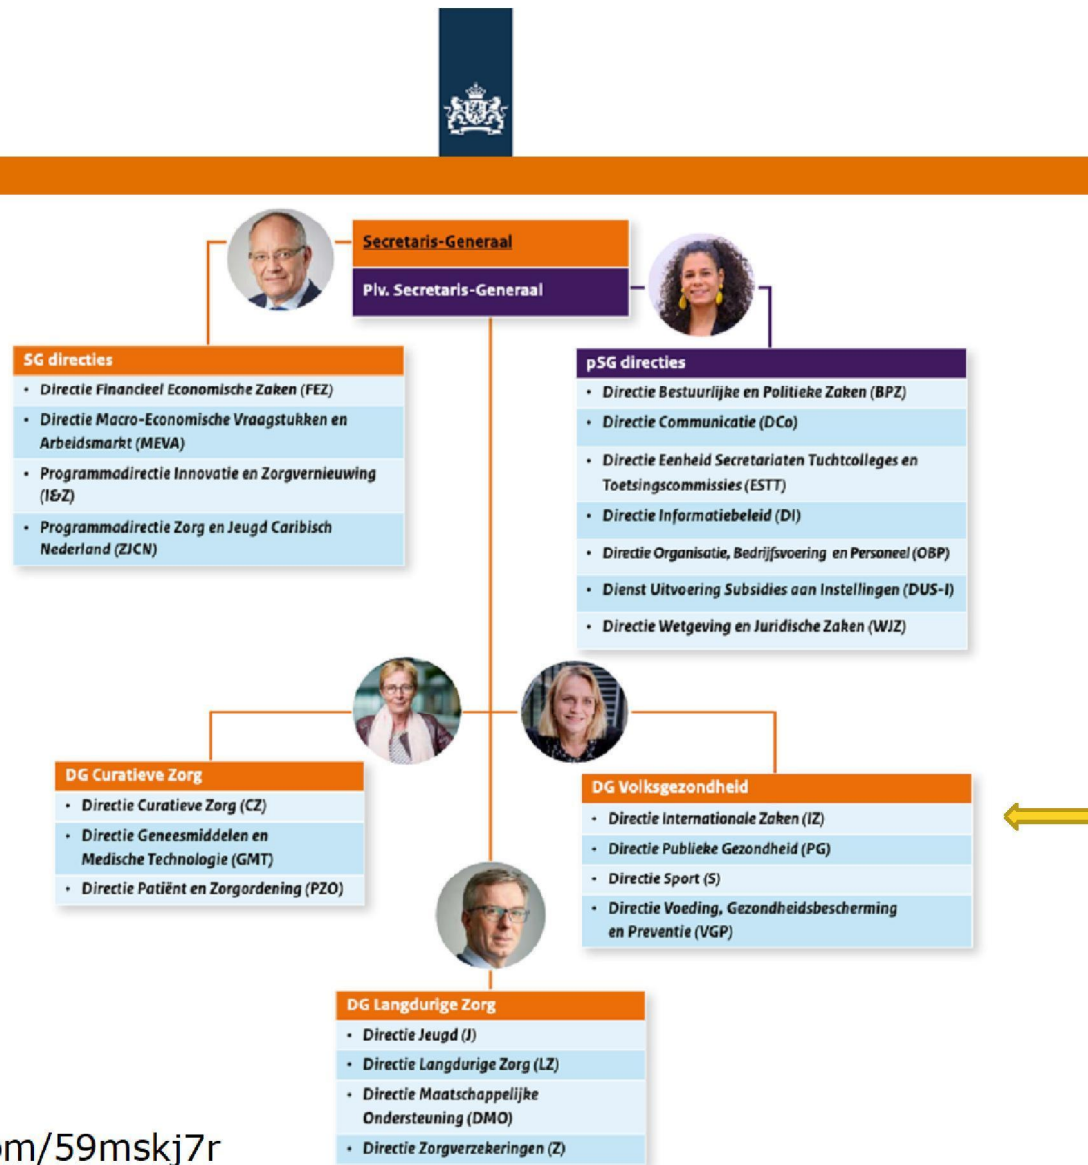 Secretaris-Generaal
Plv. Secretaris-Generaal
SG directies
• Directie Financieel Economische Zaken (FEZ)
• Directie Macro-Economische Vraagstukken en
Arbeidsmarkt (MEVA)
• Programmadirectie Innovatie en Zorgvernieuwing
(I&Z)
• Programmadirectie Zorg en Jeugd Caribisch
Nederland (ZJCN)
pSG directies
• Directie Bestuurlijke en Politieke Zaken (BPZ)
• Directie Communicatie (DCo)
• Directie Eenheid Secretariaten Tuchtcolleges en
Toetsingscommissies (ESTT)
• Directie Informatiebeleid (DI)
• Directie Organisatie, Bedrijfsvoering en Personeel (OBP)
• Dienst Uitvoering Subsidies aan Instellingen (DUS-I)
• Directie Wetgeving en Juridische Zaken (WJZ)
DG Curatieve Zorg
• Directie Curatieve Zorg (CZ)
• Directie Geneesmiddelen en
Medische Technologie (GMT)
• Directie Patiënt en Zorgordening (PZO)
DG Volksgezondheid
• Directie Internationale Zaken (IZ)
• Directie Publieke Gezondheid (PG)
• Directie Sport (S)
• Directie Voeding, Gezondheidsbescherming
en Preventie (VGP)
DG Langdurige Zorg
• Directie Jeugd (J)
• Directie Langdurige Zorg (LZ)
• Directie Maatschappelijke
Ondersteuning (DMO)
• Directie Zorgverzekeringen (Z)
om/59mskj7r